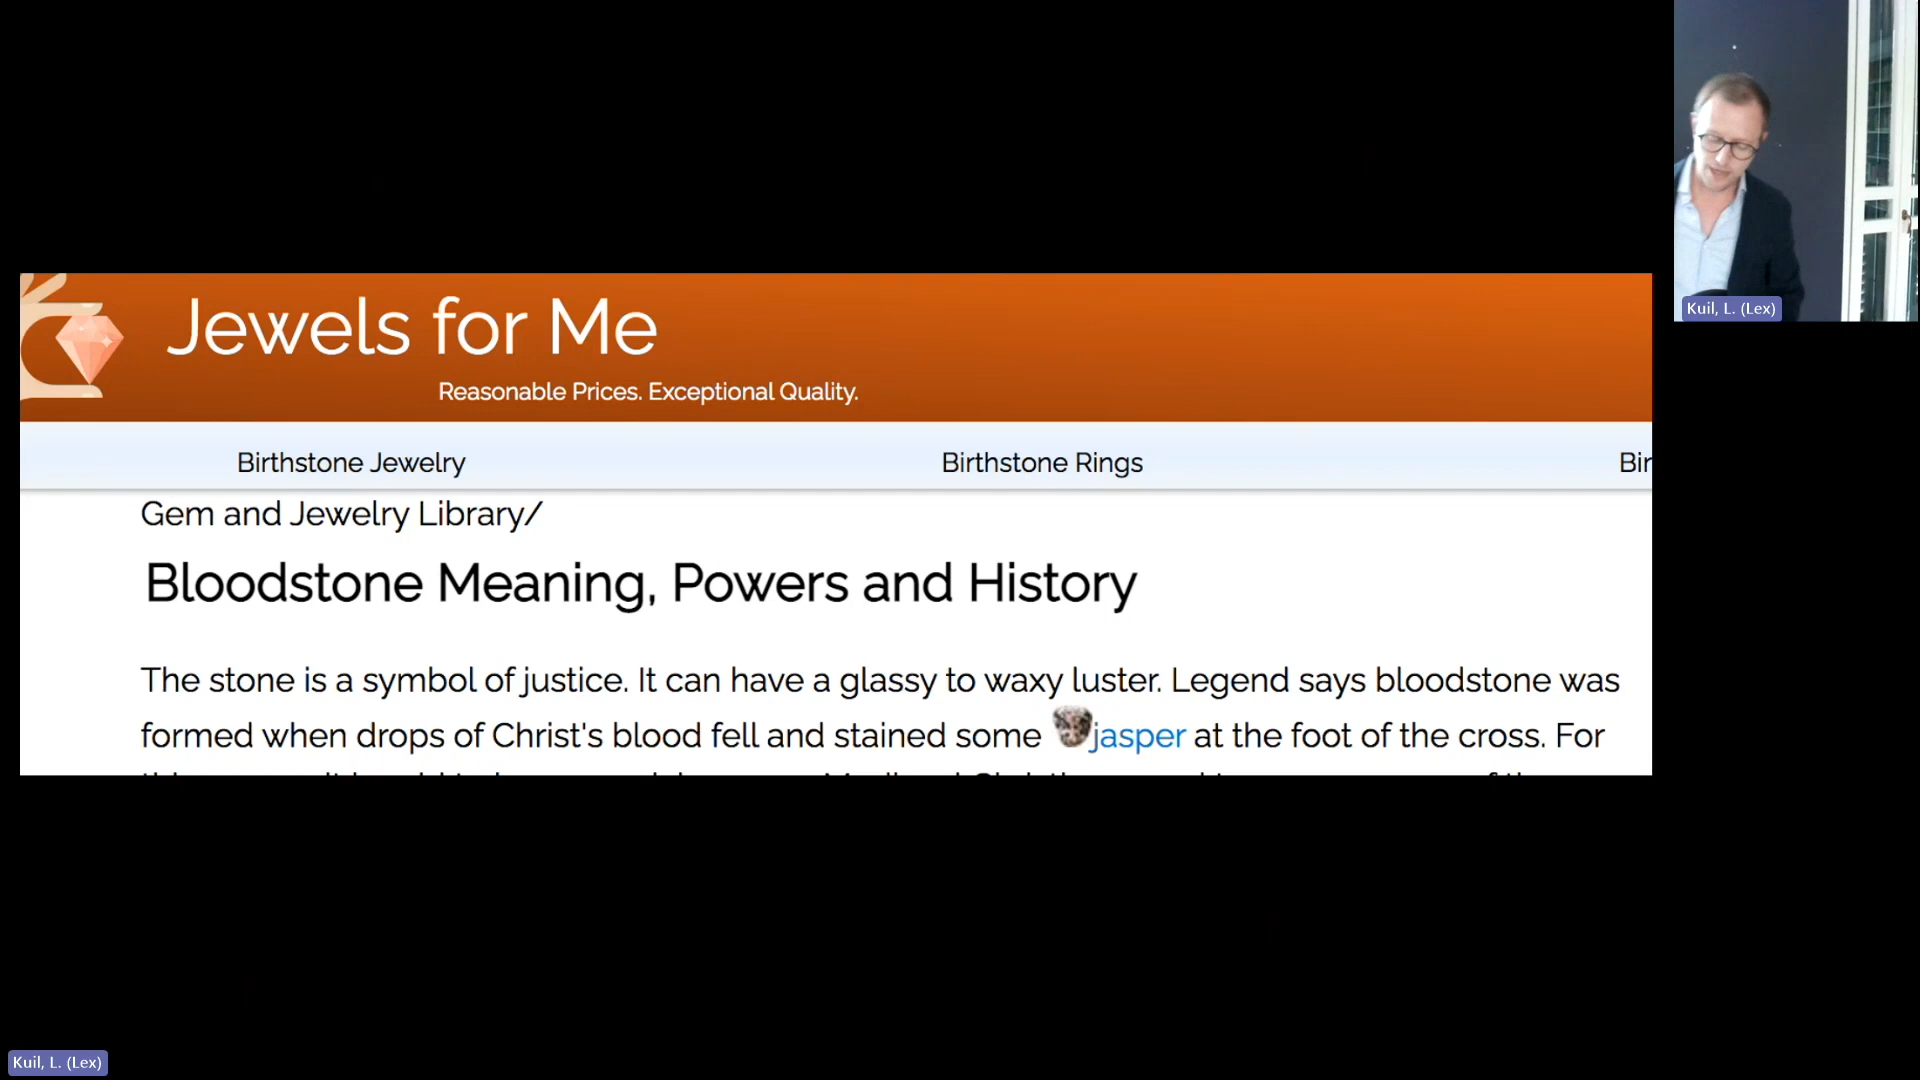 Jewels for Me
Reasonable Prices. Exceptional Quality.
Birthstone Jewelry
Birthstone Rings
Gem and Jewelry Library/
Bloodstone Meaning, Powers and History
The stone is a symbol of justice. It can have a glassy to waxy luster. Legend says bloodstone was
formed when drops of Christ's blood fell and stained some jasper at the foot of the cross. For
Kuil, L. (Lex)
Kuil, L. (Lex)